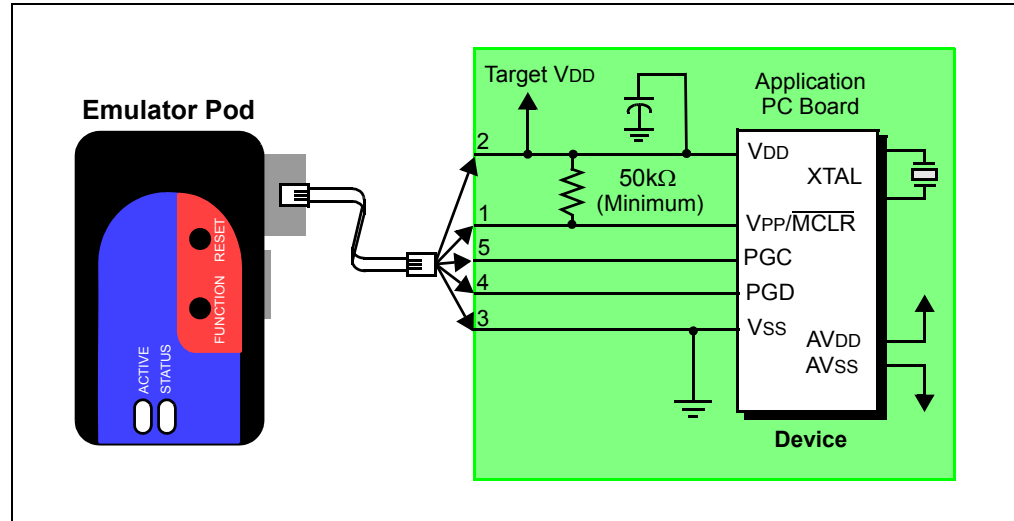 Emulator Pod
RESET
FUNCTION
ACTIVE
STATUS
Target VDD
Application
PC Board
2
VDD
XTAL
50kΩ
(Minimum)
1
VPP/MCLR
5
PGC
4
PGD
3
VSS
AVDD
AVSS
Device